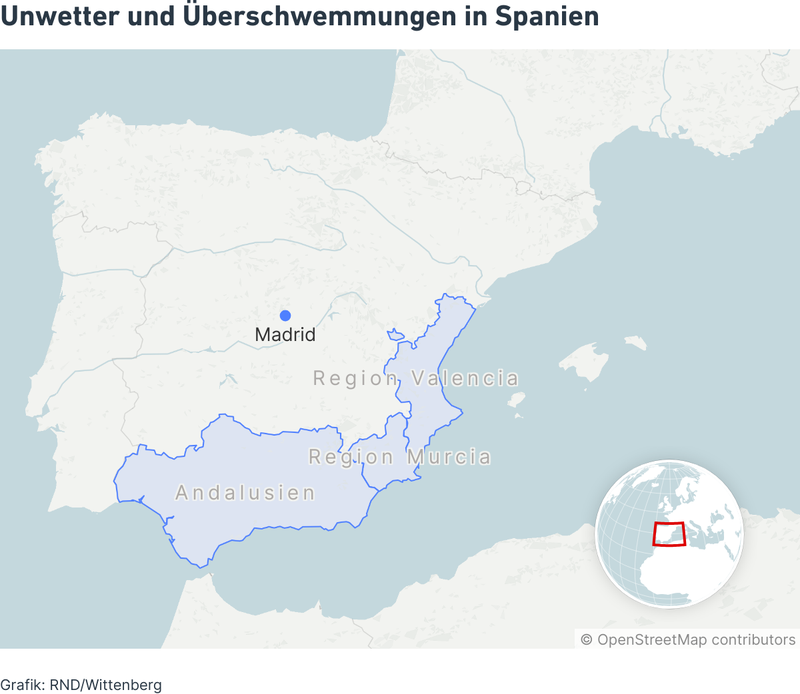 Unwetter und Überschwemmungen in Spanien
Madrid
Region Valencia
Region Murcia
Andalusien
© OpenStreetMap contributors
Grafik: RND/Wittenberg